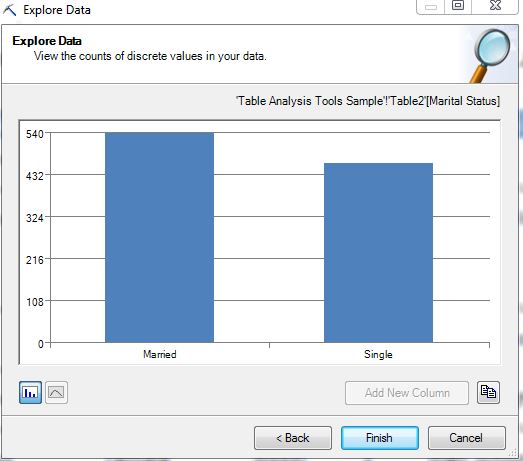 Explore Data
Explore Data
View the counts of discrete values in your data.
'Table Analysis Tools Sample'!'Table2'[Marital Status]
540
432
324
216
108
0
Married
Single
Add New Column
< Back
Finish
Cancel